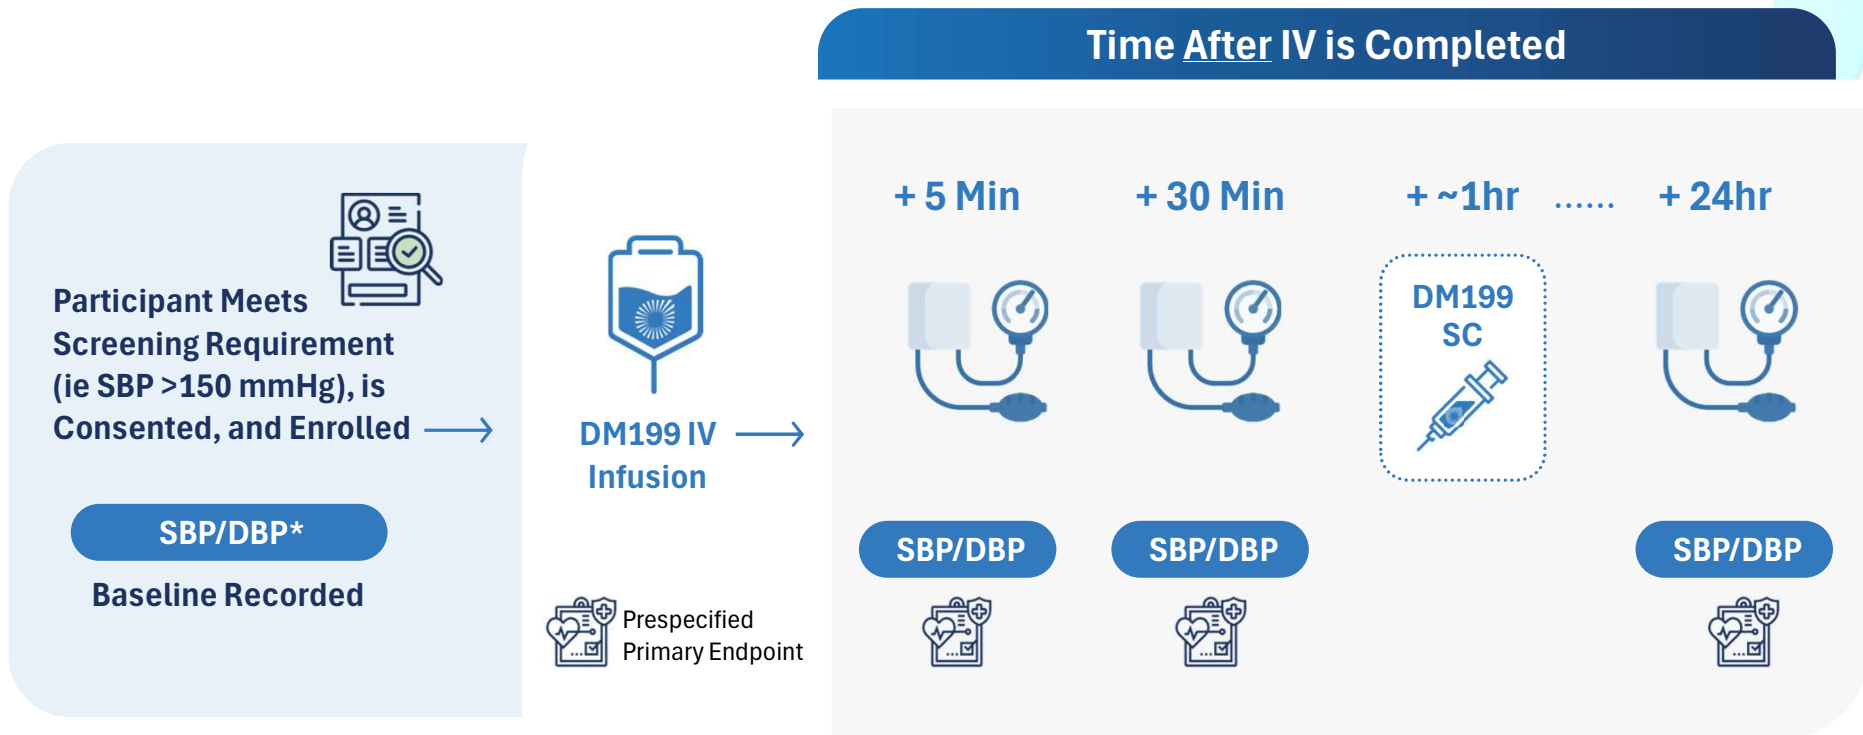 Time After IV is Completed
Participant Meets
Screening Requirement
(ie SBP >150 mmHg), is
Consented, and Enrolled
SBP/DBP*
Baseline Recorded
DM199 IV
Infusion
Prespecified
Primary Endpoint
+ 5 Min
+ 30 Min
+ ~1hr ...... + 24hr
DM199
SC
SBP/DBP
SBP/DBP
SBP/DBP